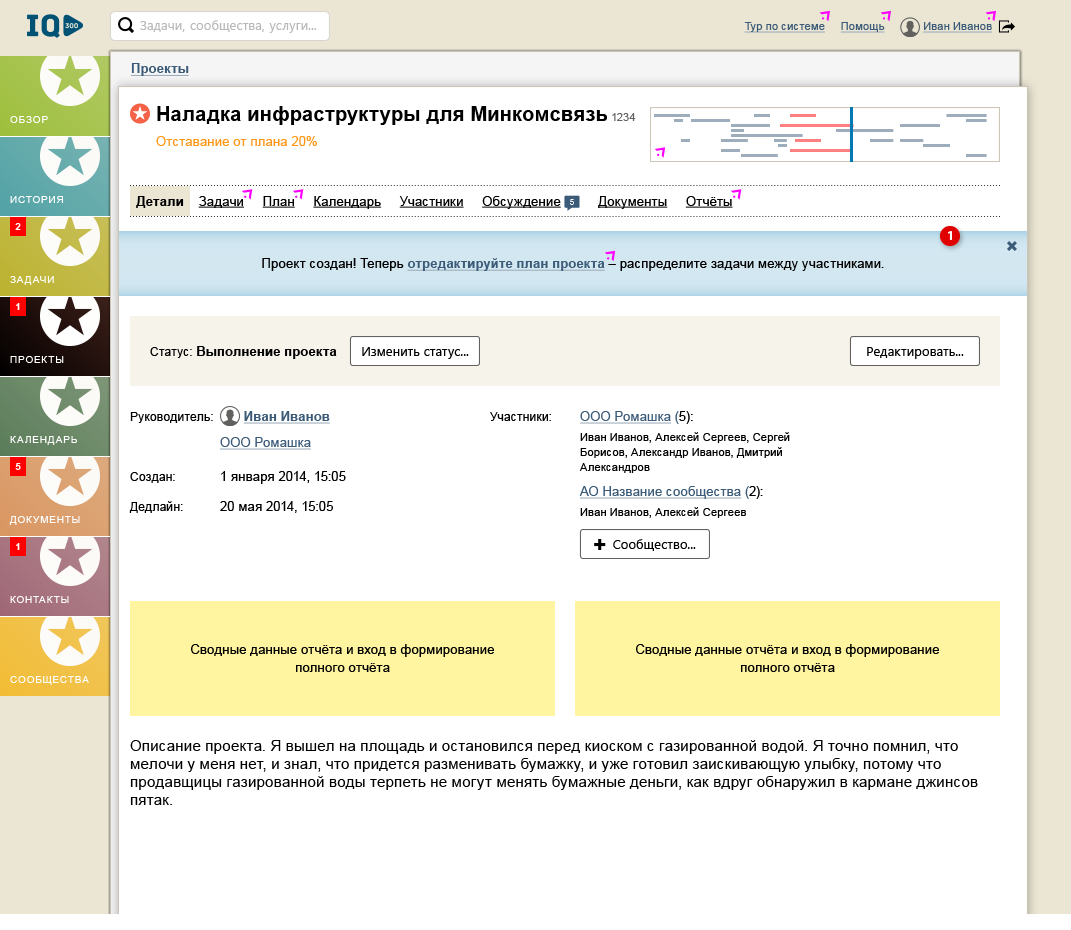 IQ 300
Задачи, сообщества, услуги...
Тур по системе
Помощь
Иван Иванов
Проекты
ОБЗОР
ИСТОРИЯ
2
ЗАДАЧИ
1
ПРОЕКТЫ
КАЛЕНДАРЬ
5
ДОКУМЕНТЫ
1
КОНТАКТЫ
СООБЩЕСТВА
Наладка инфраструктуры для Минкомсвязь 1234
Отставание от плана 20%
Детали Задачи План Календарь Участники Обсуждение 5 Документы Отчёты
1
Проект создан! Теперь отредактируйте план проекта – распределите задачи между участниками.
Статус: Выполнение проекта
Изменить статус...
Редактировать...
Руководитель: Иван Иванов
ООО Ромашка
Создан: 1 января 2014, 15:05
Дедлайн: 20 мая 2014, 15:05
Участники: ООО Ромашка (5):
Иван Иванов, Алексей Сергеев, Сергей
Борисов, Александр Иванов, Дмитрий
Александров
АО Название сообщества (2):
Иван Иванов, Алексей Сергеев
Сообщество...
Сводные данные отчёта и вход в формирование
полного отчёта
Сводные данные отчёта и вход в формирование
полного отчёта
Описание проекта. Я вышел на площадь и остановился перед киоском с газированной водой. Я точно помнил, что
мелочи у меня нет, и знал, что придется разменивать бумажку, и уже готовил заискивающую улыбку, потому что
продавщицы газированной воды терпеть не могут менять бумажные деньги, как вдруг обнаружил в кармане джинсов
пятак.